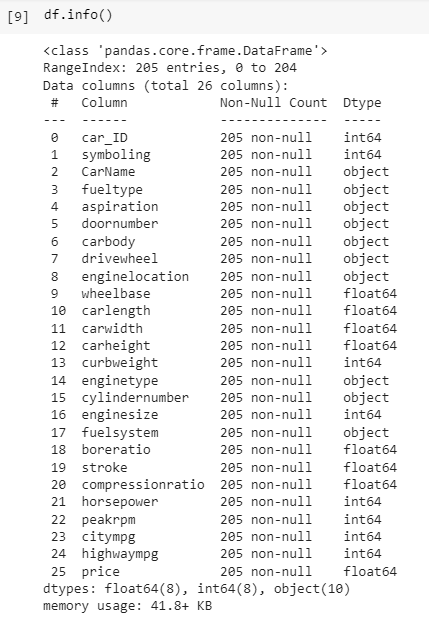 [9] df.info()
<class 'pandas.core.frame.DataFrame'>
RangeIndex: 205 entries, 0 to 204
Data columns (total 26 columns):
 #   Column            Non-Null Count  Dtype
---  ------            --------------  -----
 0   car_ID            205 non-null    int64
 1   symboling         205 non-null    int64
 2   CarName           205 non-null    object
 3   fueltype          205 non-null    object
 4   aspiration        205 non-null    object
 5   doornumber        205 non-null    object
 6   carbody           205 non-null    object
 7   drivewheel        205 non-null    object
 8   enginelocation    205 non-null    object
 9   wheelbase         205 non-null    float64
 10  carlength         205 non-null    float64
 11  carwidth          205 non-null    float64
 12  carheight         205 non-null    float64
 13  curbweight        205 non-null    int64
 14  enginetype        205 non-null    object
 15  cylindernumber    205 non-null    object
 16  enginesize        205 non-null    int64
 17  fuelsystem        205 non-null    object
 18  boreratio         205 non-null    float64
 19  stroke            205 non-null    float64
 20  compressionratio  205 non-null    float64
 21  horsepower        205 non-null    int64
 22  peakrpm           205 non-null    int64
 23  citympg           205 non-null    int64
 24  highwaympg        205 non-null    int64
 25  price             205 non-null    float64
dtypes: float64(8), int64(8), object(10)
memory usage: 41.8+ KB